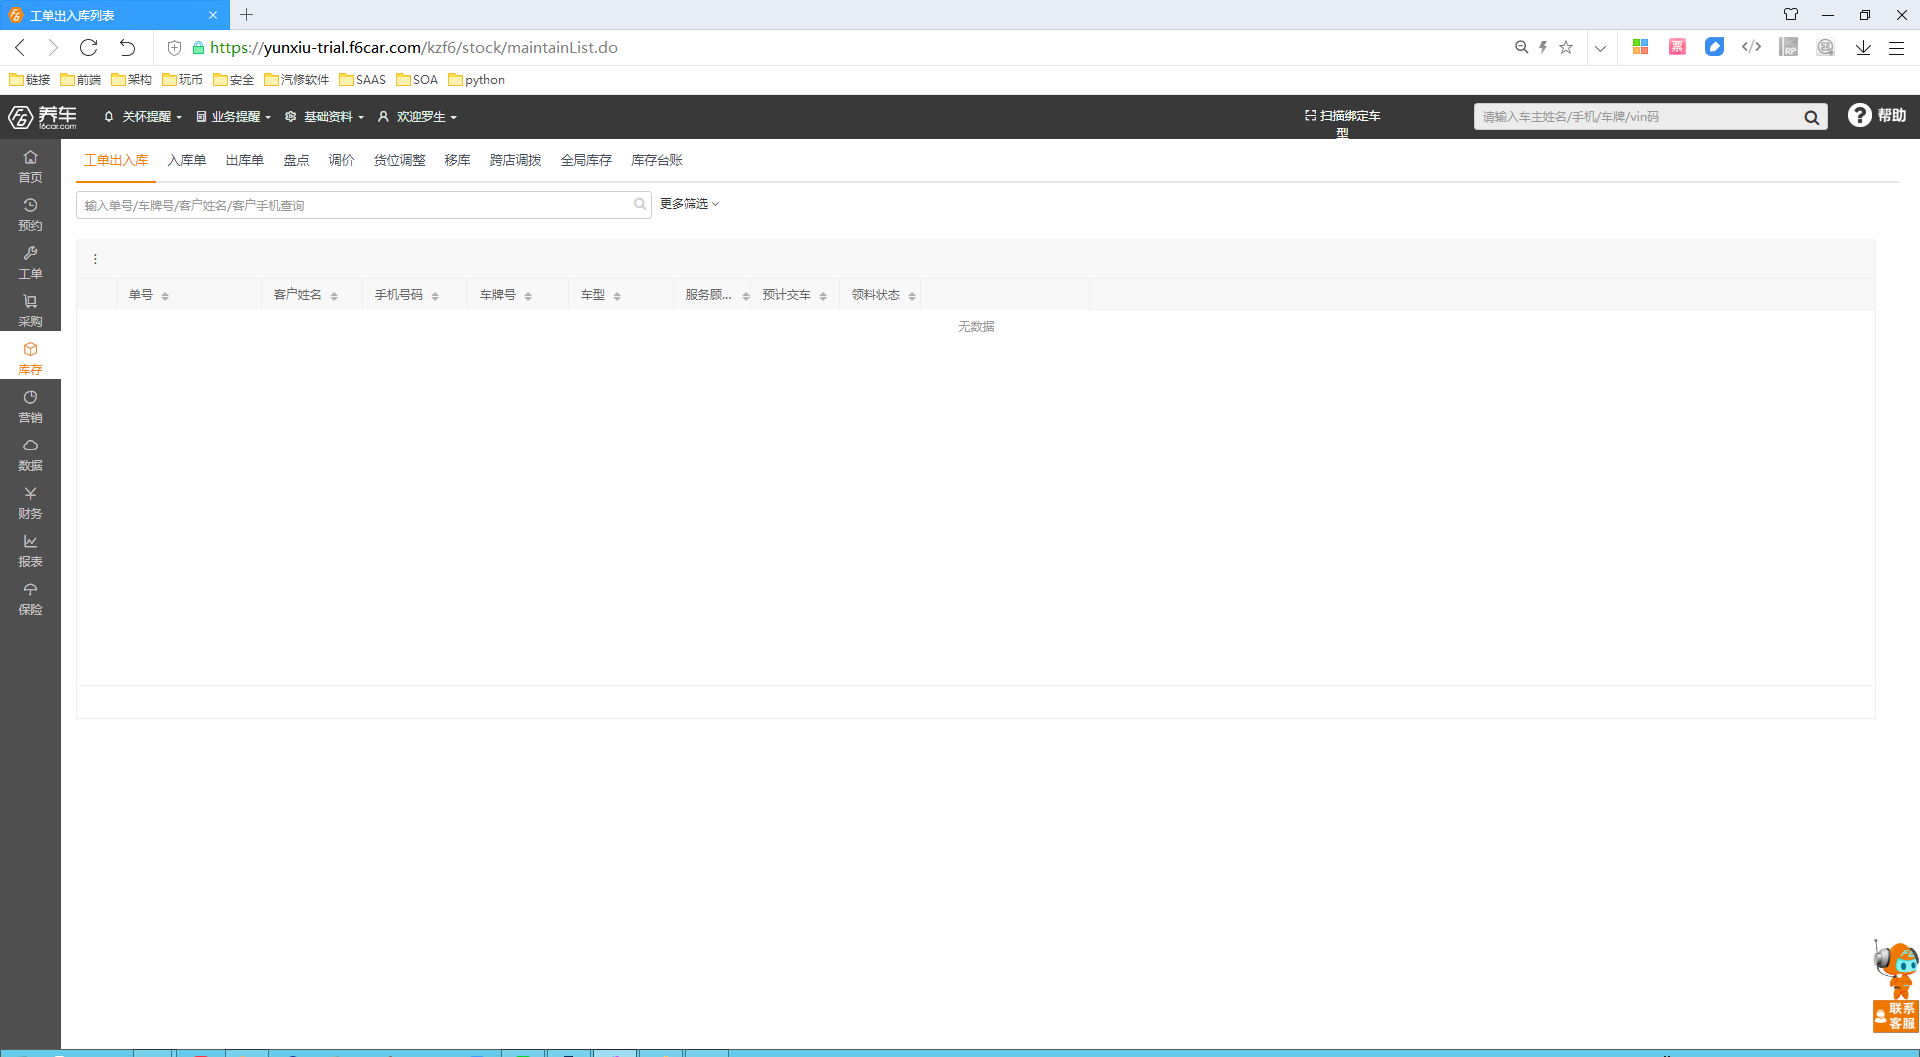 工单出入库列表
https://yunxiu-trial.f6car.com/kzf6/stock/maintainList.do
票
RP
链接 前端 架构 玩币 安全 汽修软件 SAAS SOA python
F6 养车 f6car.com 关怀提醒 业务提醒 基础资料 欢迎罗生 扫描绑定车型 请输入车主姓名/手机/车牌/vin码 帮助
首页
预约
工单
采购
库存
营销
数据
财务
报表
保险
工单出入库 入库单 出库单 盘点 调价 货位调整 移库 跨店调拨 全局库存 库存台账
输入单号/车牌号/客户姓名/客户手机查询 更多筛选
单号 客户姓名 手机号码 车牌号 车型 服务顾... 预计交车 领料状态
无数据
联系
客服